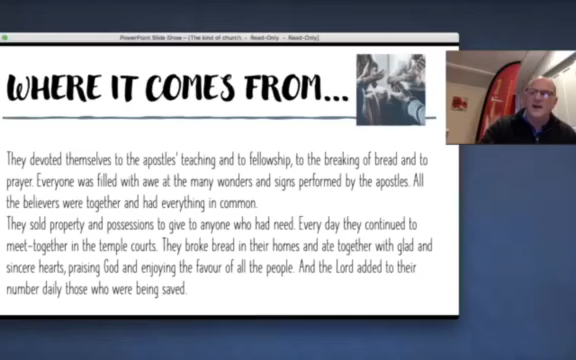 PowerPoint Slide Show - [The kind of church - Read-Only - Read-Only]
WHERE IT COMES FROM...
They devoted themselves to the apostles' teaching and to fellowship, to the breaking of bread and to
prayer. Everyone was filled with awe at the many wonders and signs performed by the apostles. All
the believers were together and had everything in common.
They sold property and possessions to give to anyone who had need. Every day they continued to
meet-together in the temple courts. They broke bread in their homes and ate together with glad and
sincere hearts, praising God and enjoying the favour of all the people. And the Lord added to their
number daily those who were being saved.